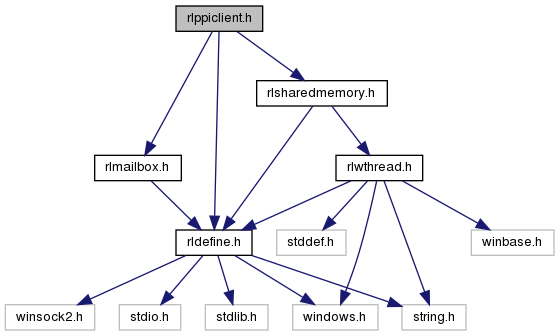 rlppiclient.h
rlsharedmemory.h
rlmailbox.h
rlwthread.h
rldefine.h
stddef.h
winbase.h
winsock2.h
stdio.h
stdlib.h
windows.h
string.h